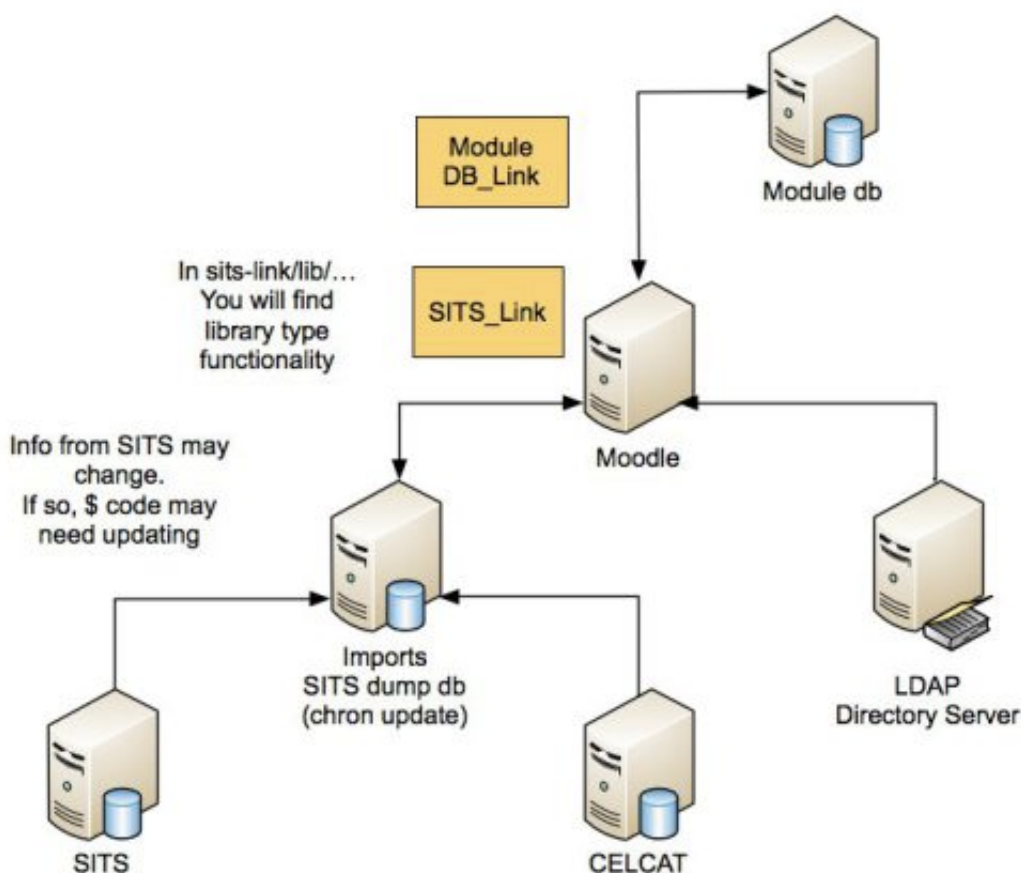 Module
DB_Link
Module db
In sits-link/lib/…
You will find
library type
functionality
SITS_Link
Moodle
Info from SITS may
change.
If so, $ code may
need updating
Imports
SITS dump db
(chron update)
LDAP
Directory Server
SITS
CELCAT